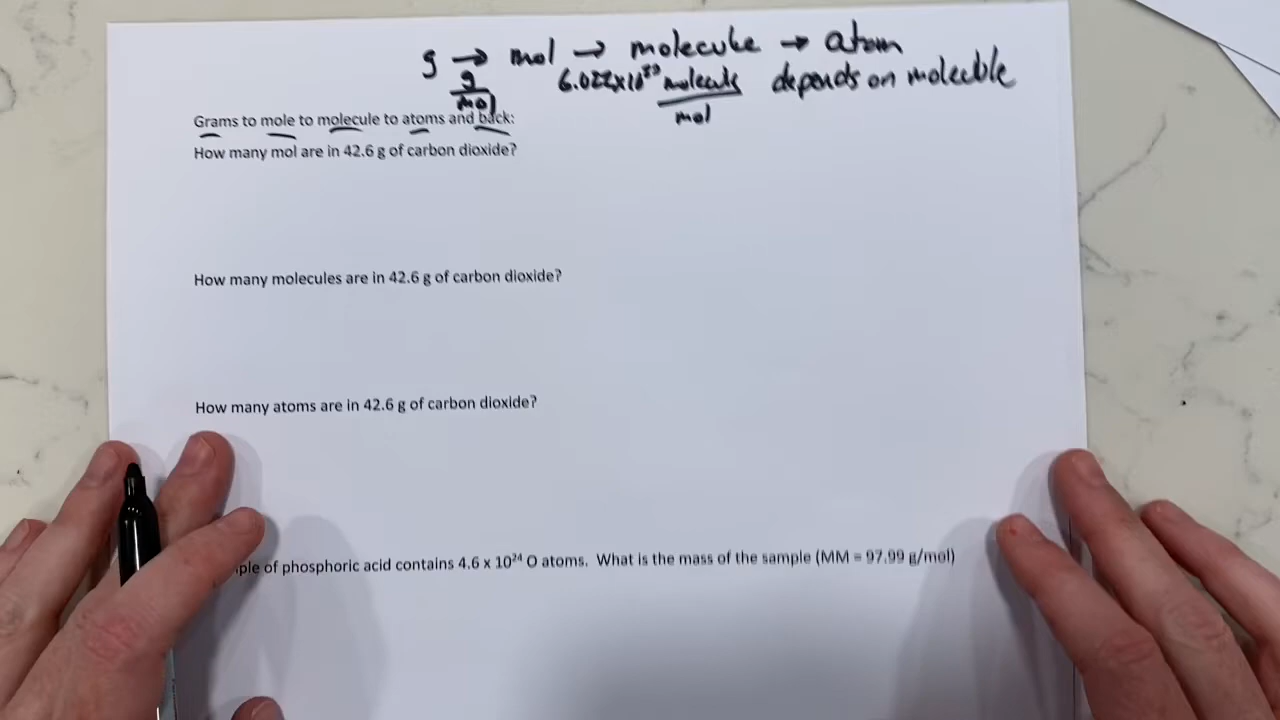 g → mol → molecule → atom
g/mol 6.022x10²³ molecule/mol depends on molecule
Grams to mole to molecule to atoms and back:
How many mol are in 42.6 g of carbon dioxide?
How many molecules are in 42.6 g of carbon dioxide?
How many atoms are in 42.6 g of carbon dioxide?
of phosphoric acid contains 4.6 x 10²⁴ O atoms. What is the mass of the sample (MM = 97.99 g/mol)